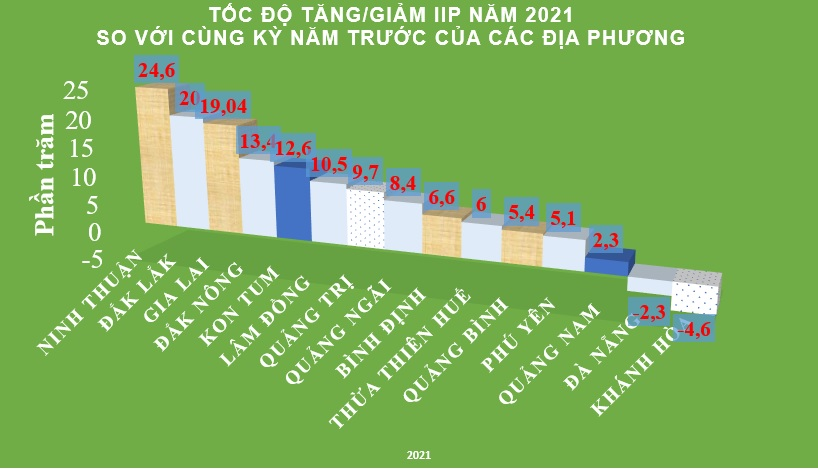 TỐC ĐỘ TĂNG/GIẢM IIP NĂM 2021
SO VỚI CÙNG KỲ NĂM TRƯỚC CỦA CÁC ĐỊA PHƯƠNG
Phần trăm
25
20
15
10
5
0
-5
24,6
20
19,04
13,4
12,6
10,5
9,7
8,4
6,6
6
5,4
5,1
2,3
-2,3
-4,6
NINH THUẬN
ĐẮK LẮK
GIA LAI
ĐẮK NÔNG
KON TUM
LÂM ĐỒNG
QUẢNG TRỊ
QUẢNG NGÃI
BÌNH ĐỊNH
THỪA THIÊN HUẾ
QUẢNG BÌNH
PHÚ YÊN
QUẢNG NAM
ĐÀ NẴNG
KHÁNH HÒA
2021